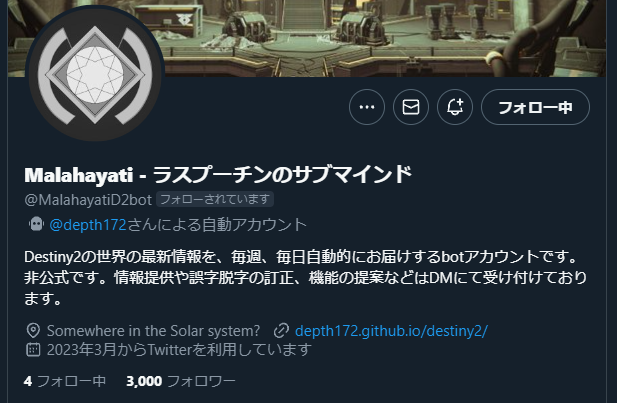 フォロー中
Malahayati - ラスプーチンのサブマインド
@MalahayatiD2bot フォローされています
@depth172さんによる自動アカウント
Destiny2の世界の最新情報を、毎週、毎日自動的にお届けするbotアカウントです。
非公式です。情報提供や誤字脱字の訂正、機能の提案などはDMにて受け付けており
ます。
Somewhere in the Solar system? depth172.github.io/destiny2/
2023年3月からTwitterを利用しています
4 フォロー中 3,000 フォロワー